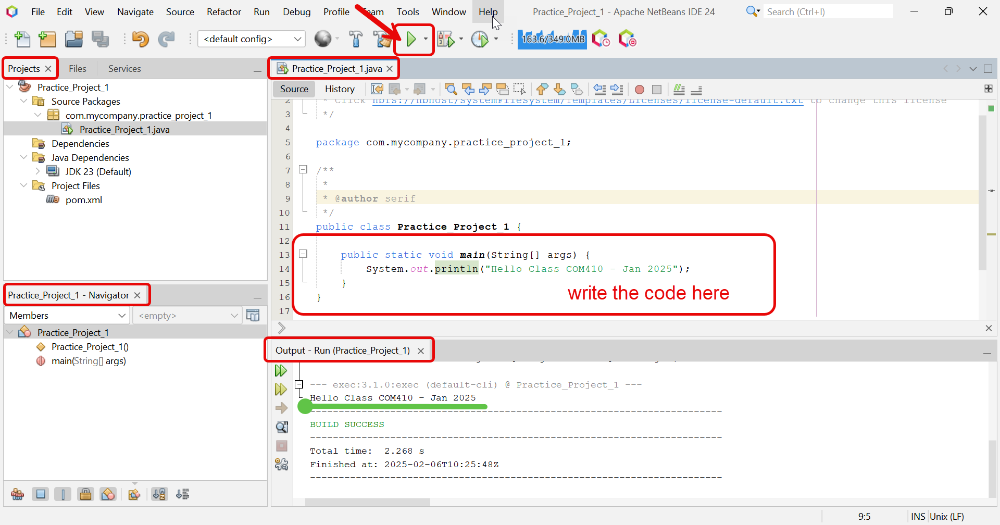 File Edit View Navigate Source Refactor Run Debug Profile Team Tools Window Help Practice_Project_1 - Apache NetBeans IDE 24 Search (Ctrl+I)
<default config> 163.6/349.0MB
Projects Files Services
Practice_Project_1
Source Packages
com.mycompany.practice_project_1
Practice_Project_1.java
Dependencies
Java Dependencies
JDK 23 (Default)
Project Files
pom.xml
Practice_Project_1 - Navigator
Members <empty>
Practice_Project_1
Practice_Project_1()
main(String[] args)
Practice_Project_1.java
Source History
2 * Click nbfs://nbhost/SystemFileSystem/Templates/Licenses/license-default.txt to change this license
3 */
4
5 package com.mycompany.practice_project_1;
6
7 /**
8 *
9 * @author serif
10 */
11 public class Practice_Project_1 {
12
13 public static void main(String[] args) {
14 System.out.println("Hello Class COM410 - Jan 2025");
15 }
16 }
17
write the code here
Output - Run (Practice_Project_1)
--- exec:3.1.0:exec (default-cli) @ Practice_Project_1 ---
Hello Class COM410 - Jan 2025
------------------------------------------------------------------------
BUILD SUCCESS
------------------------------------------------------------------------
Total time:  2.268 s
Finished at: 2025-02-06T10:25:48Z
------------------------------------------------------------------------
9:5 INS Unix (LF)